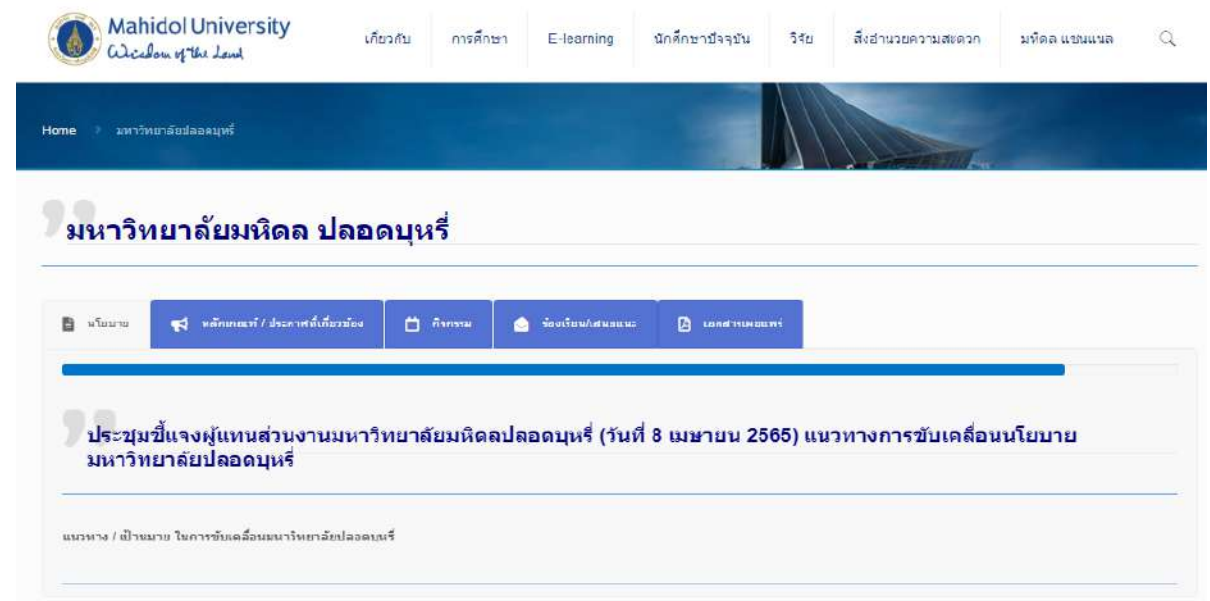 Mahidol University
Wisdom of the Land
เกี่ยวกับ การศึกษา E-learning นักศึกษาปัจจุบัน วิจัย สิ่งอำนวยความสะดวก มหิดล แชนแนล
Home มหาวิทยาลัยปลอดบุหรี่
มหาวิทยาลัยมหิดล ปลอดบุหรี่
นโยบาย หลักเกณฑ์ / ประกาศที่เกี่ยวข้อง กิจกรรม ร้องเรียน/เสนอแนะ เอกสารเผยแพร่
ประชุมชี้แจงผู้แทนส่วนงานมหาวิทยาลัยมหิดลปลอดบุหรี่ (วันที่ 8 เมษายน 2565) แนวทางการขับเคลื่อนนโยบาย
มหาวิทยาลัยปลอดบุหรี่
แนวทาง / เป้าหมาย ในการขับเคลื่อนมหาวิทยาลัยปลอดบุหรี่